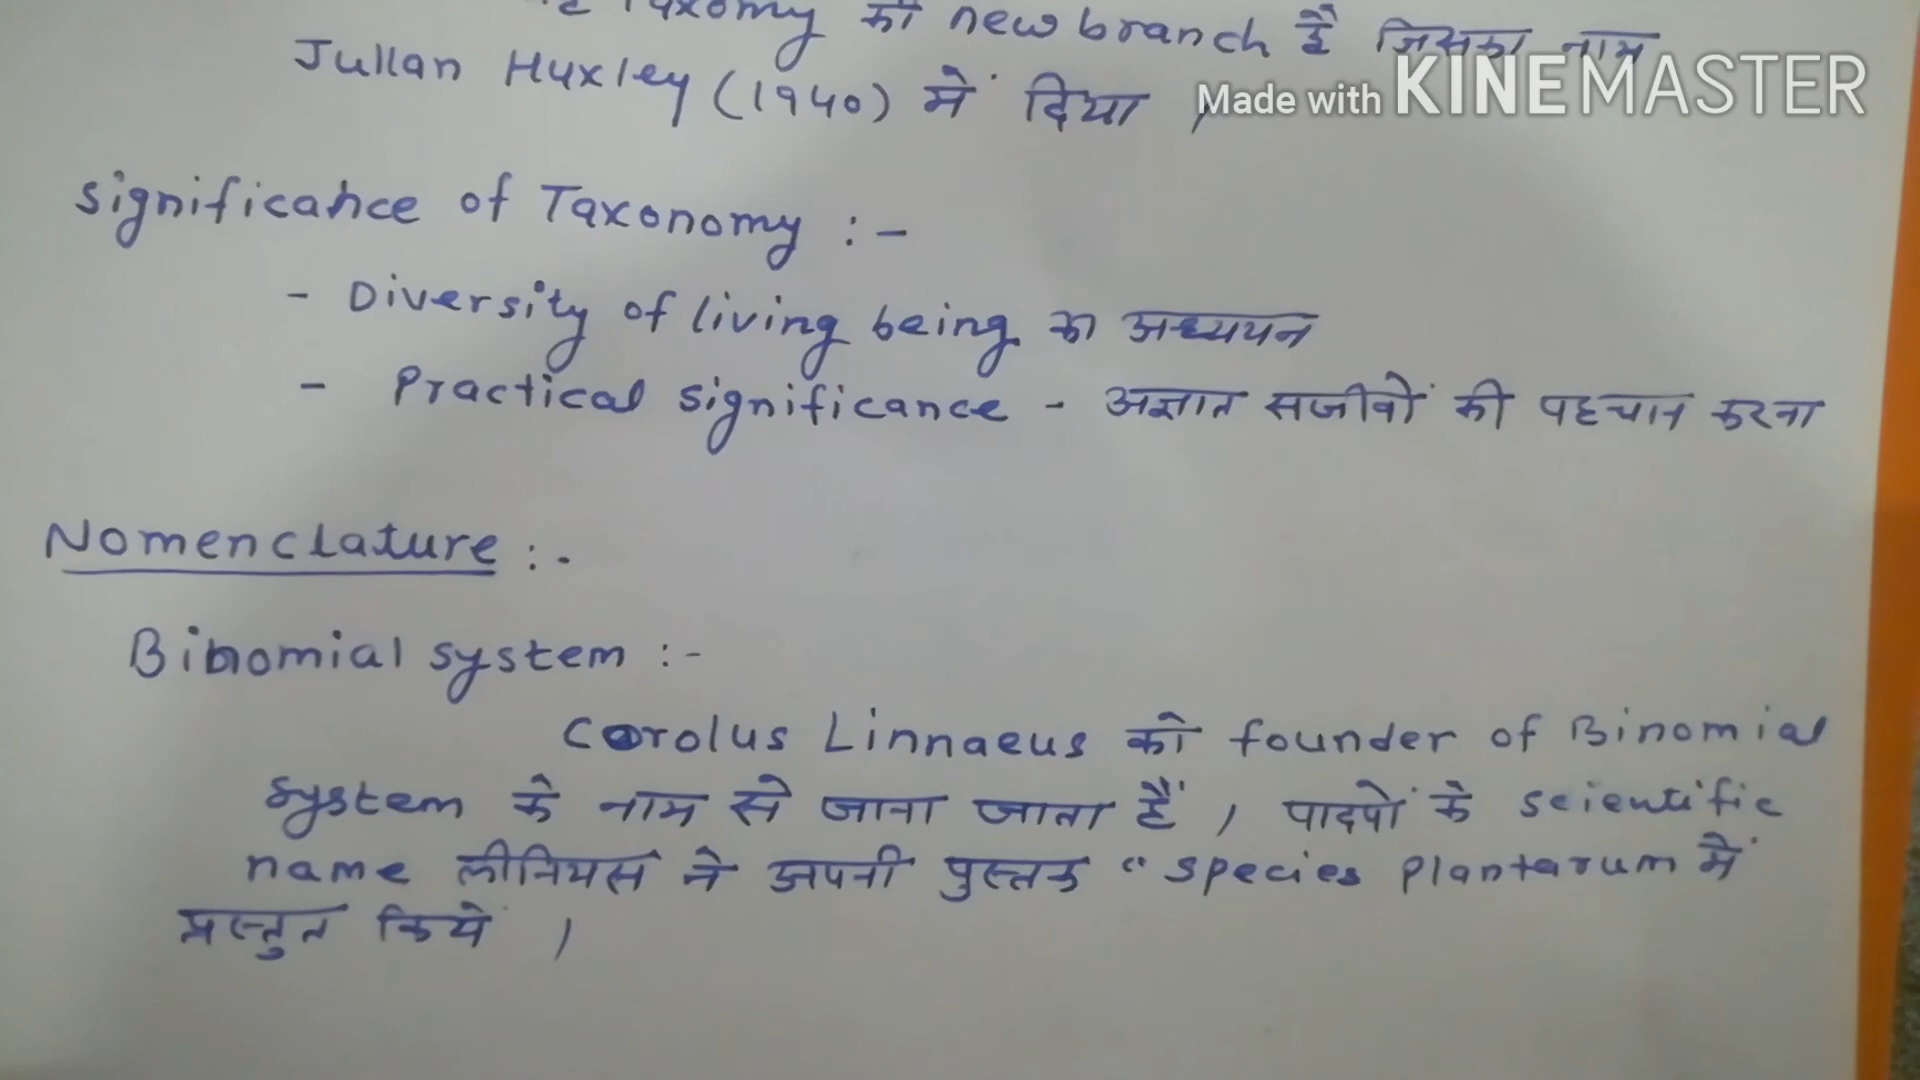 Taxomy की new branch है जिसका नाम
Jullan Huxley (1940) में दिया ।
Made with KINEMASTER
significance of Taxonomy :-
- Diversity of living being का अध्ययन
- Practical significance - अज्ञात सजीवों की पहचान करना
Nomenclature :-
Binomial system :-
Corolus Linnaeus को founder of Binomial
system के नाम से जाना जाता हैं , पादपों के scientific
name लीनियस ने अपनी पुस्तक “ species plantarum में
प्रस्तुत किये ।